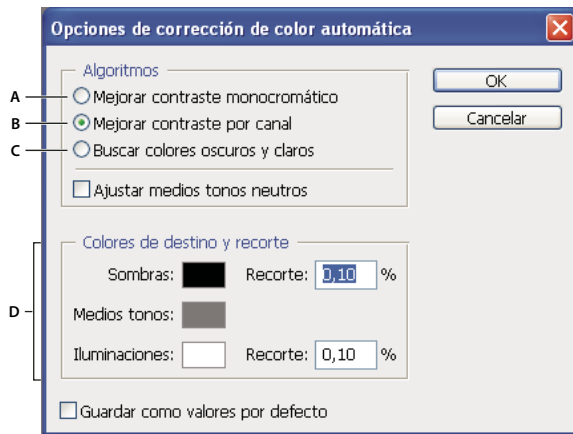 Opciones de corrección de color automática
Algoritmos
A
Mejorar contraste monocromático
B
Mejorar contraste por canal
C
Buscar colores oscuros y claros
Ajustar medios tonos neutros
OK
Cancelar
D
Colores de destino y recorte
Sombras: Recorte: 0,10 %
Medios tonos:
Iluminaciones: Recorte: 0,10 %
Guardar como valores por defecto